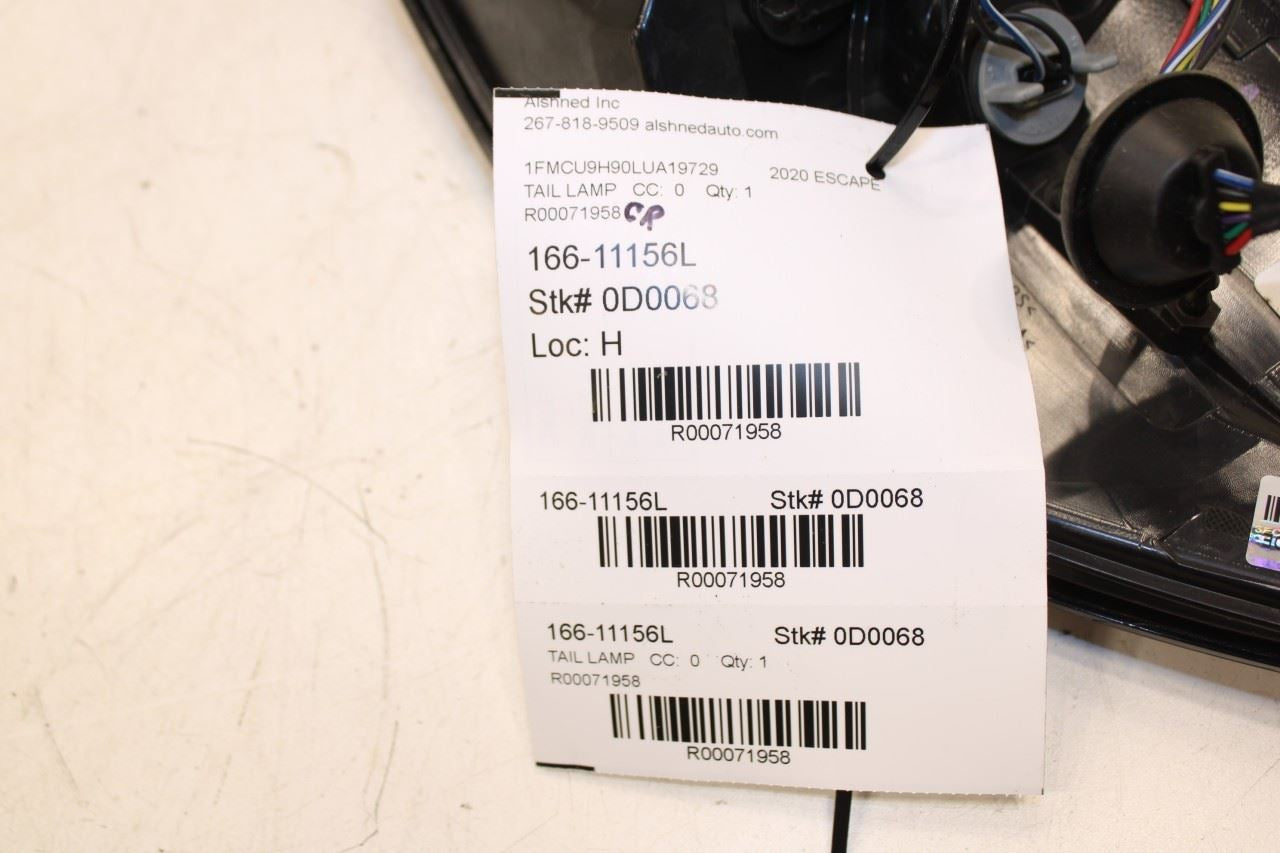 Alshned Inc
267-818-9509 alshnedauto.com
1FMCU9H90LUA19729 2020 ESCAPE
TAIL LAMP CC: 0 Qty: 1
R00071958 CP
166-11156L
Stk# 0D0068
Loc: H
R00071958
166-11156L Stk# 0D0068
R00071958
166-11156L Stk# 0D0068
TAIL LAMP CC: 0 Qty: 1
R00071958
R00071958